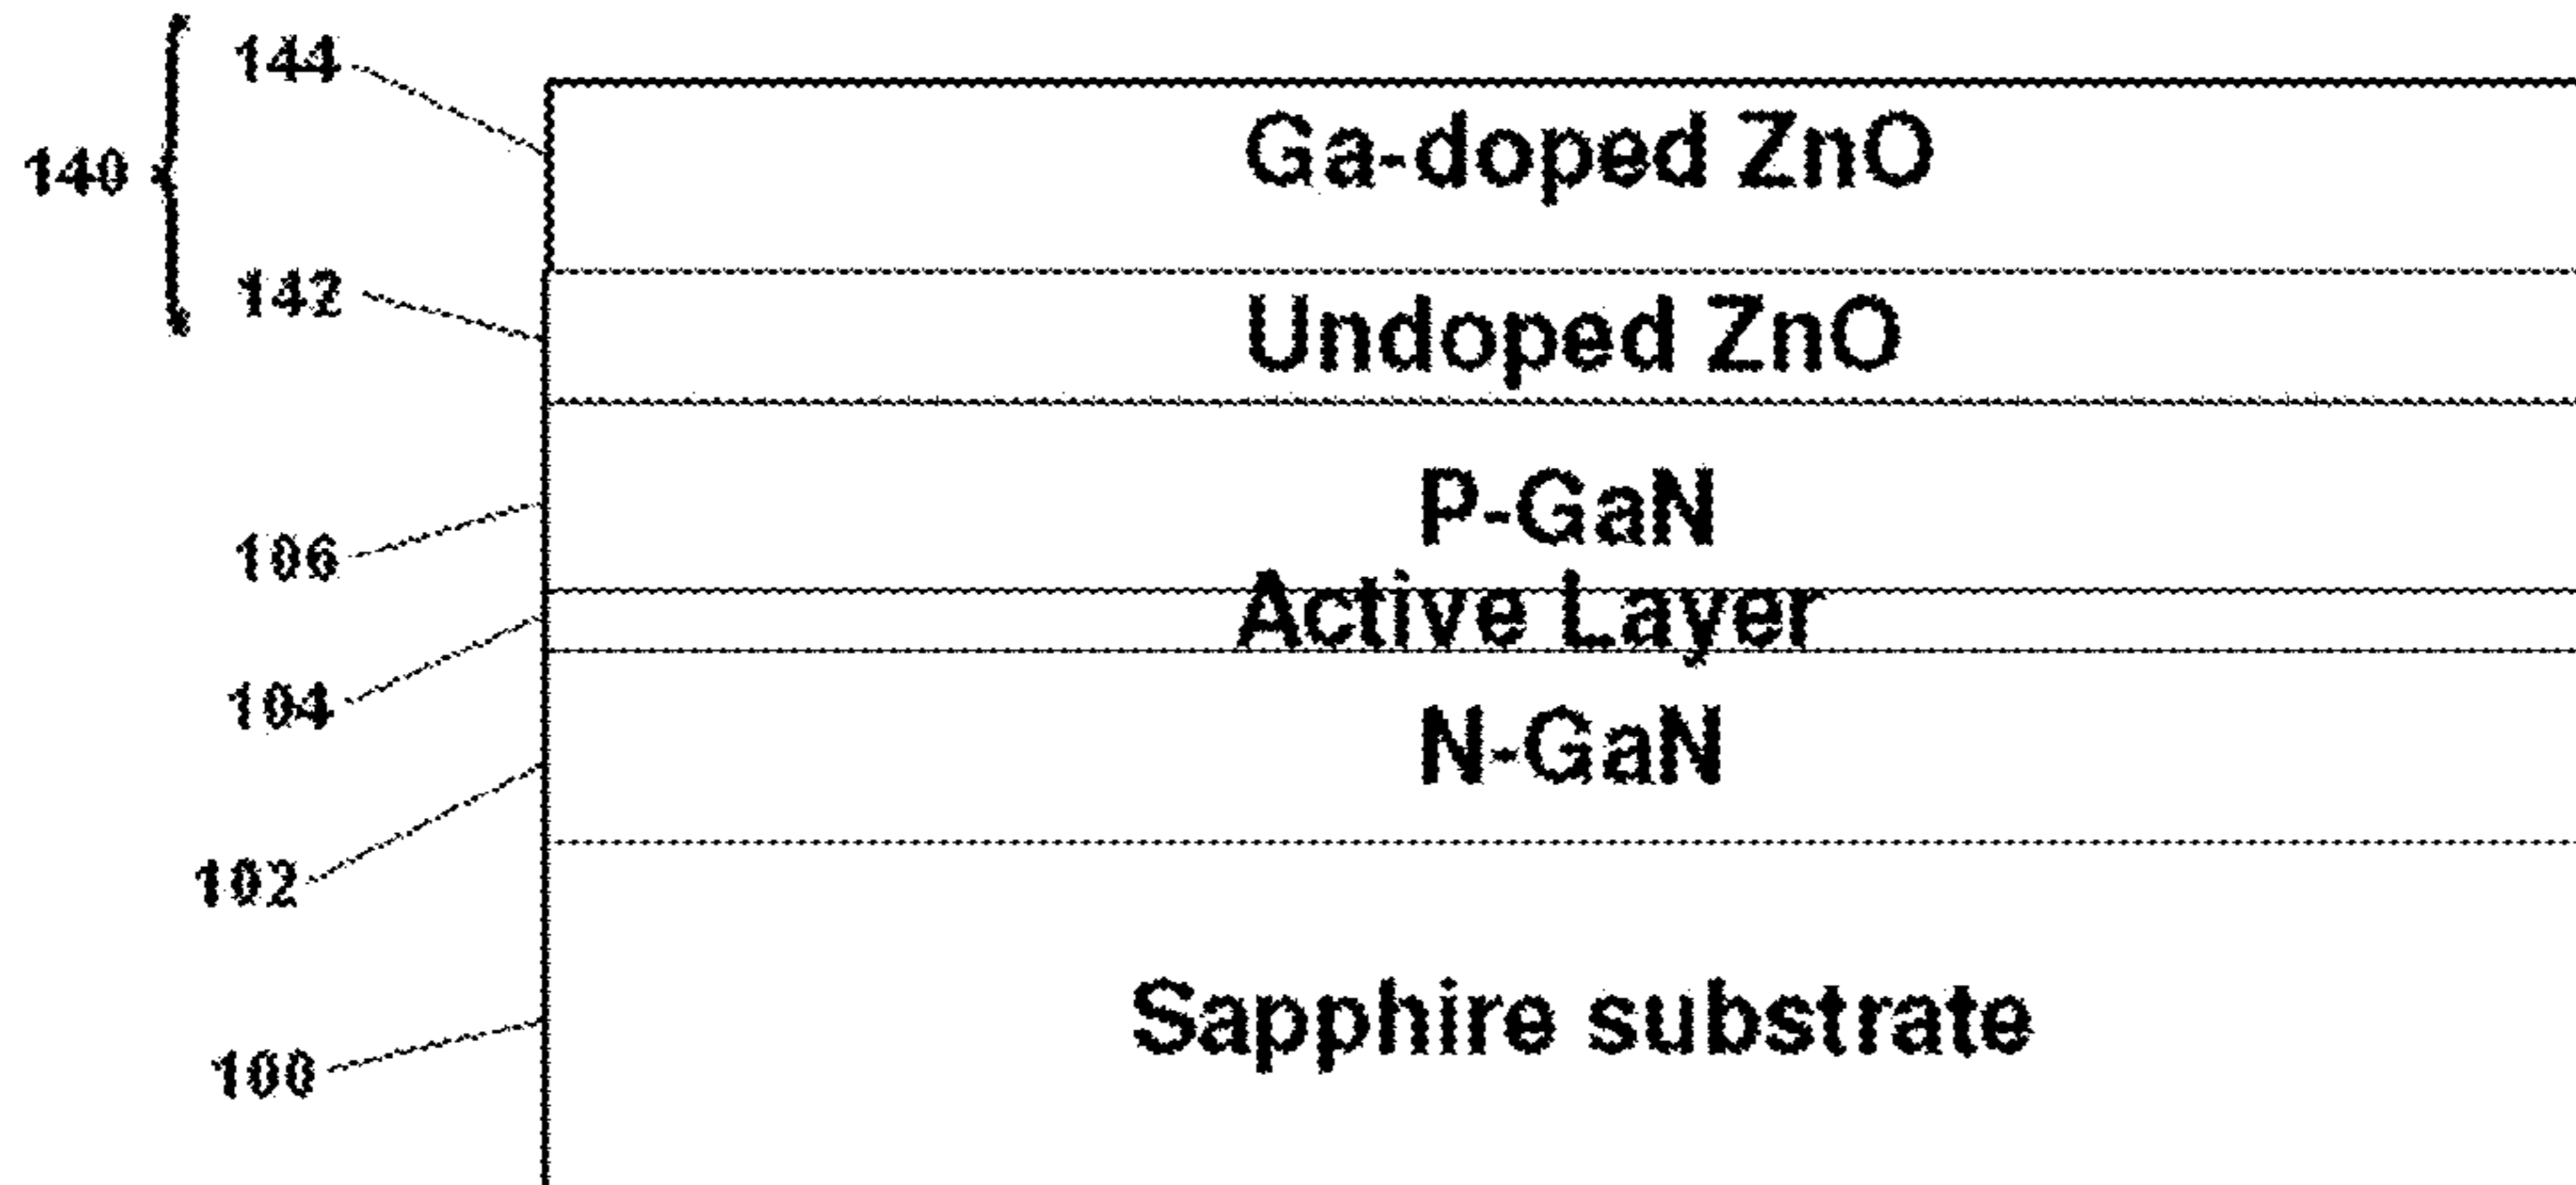 144
Ga-doped ZnO
140
142
Undoped ZnO
P-GaN
106
Active Layer
104
N-GaN
102
Sapphire substrate
100